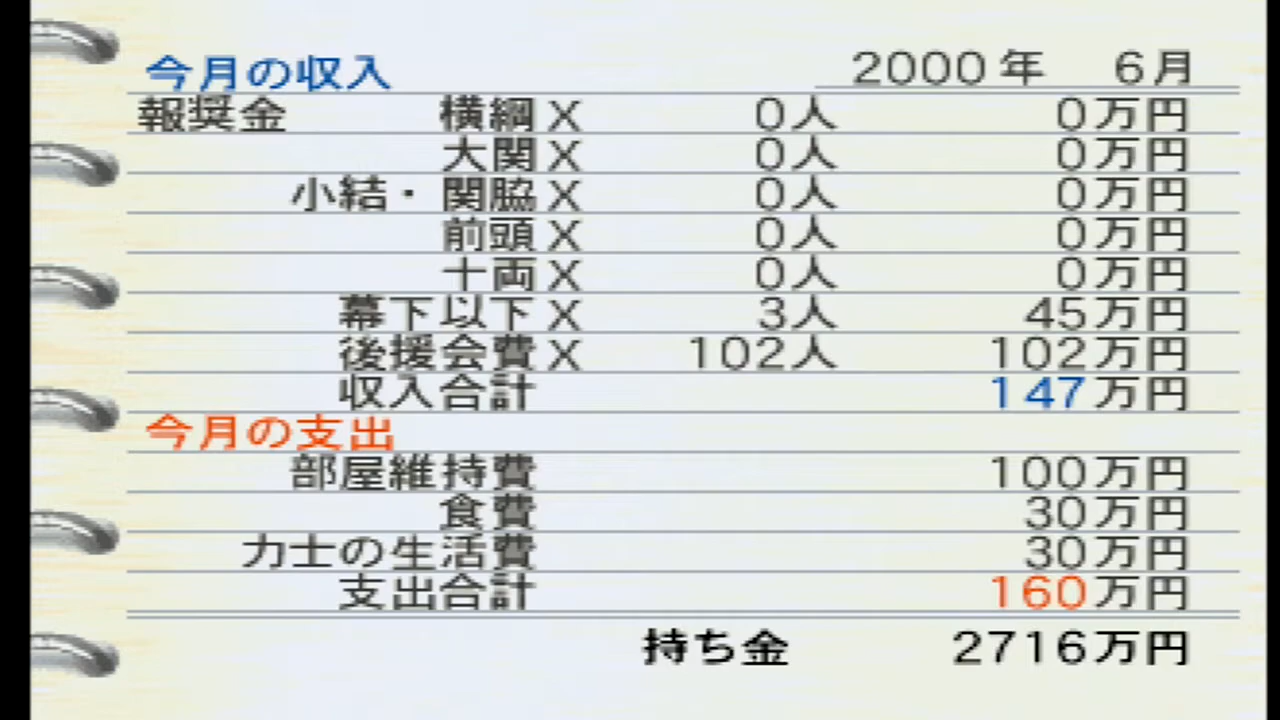 今月の収入 2000年 6月
報奨金 横綱X 0人 0万円
大関X 0人 0万円
小結・関脇X 0人 0万円
前頭X 0人 0万円
十両X 0人 0万円
幕下以下X 3人 45万円
後援会費X 102人 102万円
収入合計 147万円
今月の支出
部屋維持費 100万円
食費 30万円
力士の生活費 30万円
支出合計 160万円
持ち金 2716万円